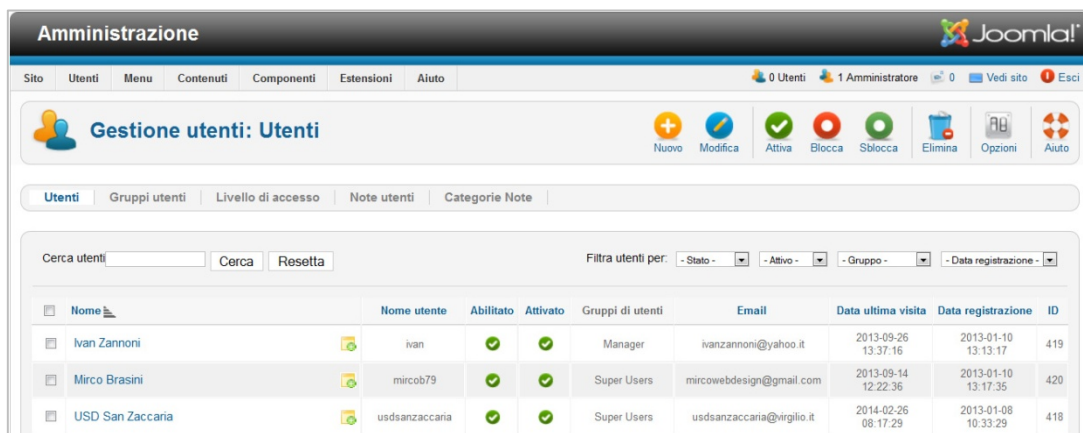 Amministrazione
Joomla!
Sito Utenti Menu Contenuti Componenti Estensioni Aiuto 0 Utenti 1 Amministratore 0 Vedi sito Esci
Gestione utenti: Utenti
Nuovo Modifica Attiva Blocca Sblocca Elimina Opzioni Aiuto
Utenti Gruppi utenti Livello di accesso Note utenti Categorie Note
Cerca utenti Cerca Resetta Filtra utenti per: - Stato - - Attivo - - Gruppo - - Data registrazione -
Nome Nome utente Abilitato Attivato Gruppi di utenti Email Data ultima visita Data registrazione ID
Ivan Zannoni ivan Manager ivanzannoni@yahoo.it 2013-09-26 13:37:16 2013-01-10 13:13:17 419
Mirco Brasini mircob79 Super Users mircowebdesign@gmail.com 2013-09-14 12:22:36 2013-01-10 13:17:35 420
USD San Zaccaria usdsanzaccaria Super Users usdsanzaccaria@virgilio.it 2014-02-26 08:17:29 2013-01-08 10:33:29 418